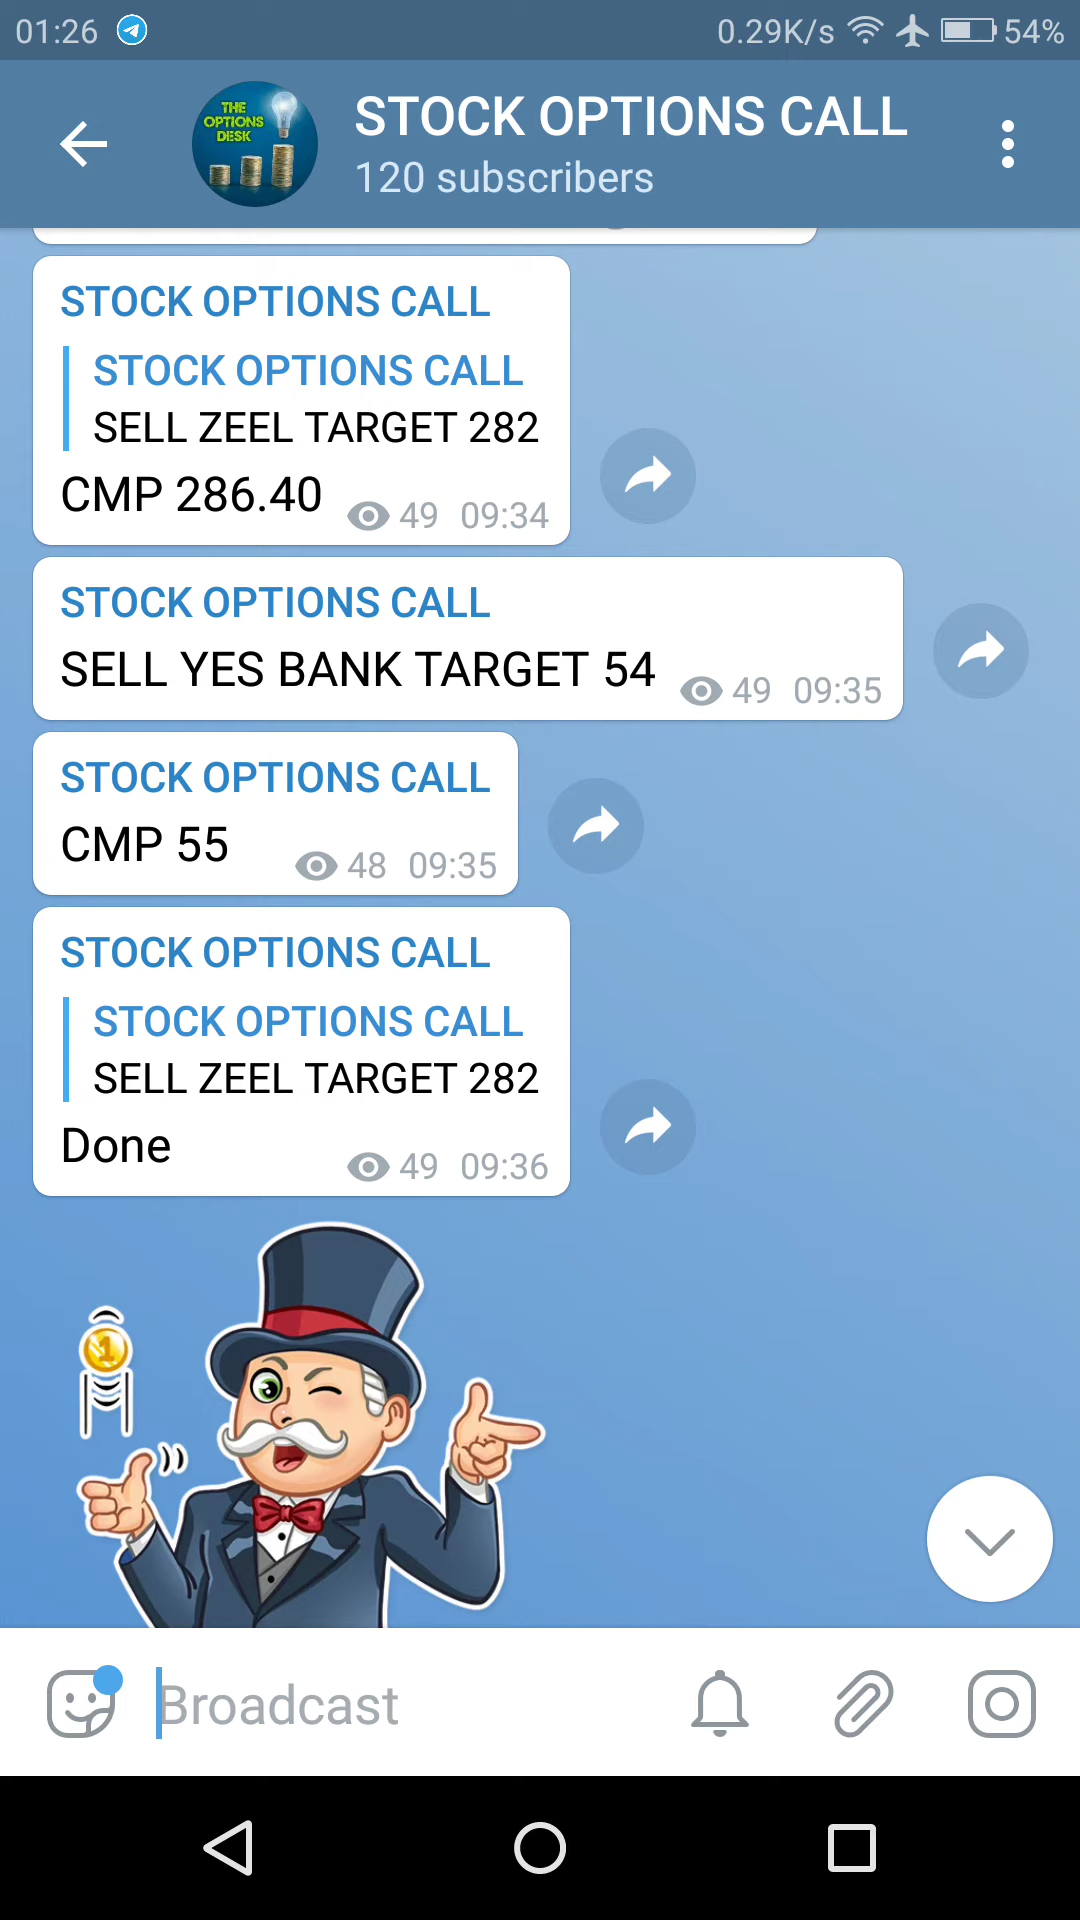 01:26
0.29K/s
54%
THE
OPTIONS
DESK
STOCK OPTIONS CALL
120 subscribers
STOCK OPTIONS CALL
STOCK OPTIONS CALL
SELL ZEEL TARGET 282
CMP 286.40
49 09:34
STOCK OPTIONS CALL
SELL YES BANK TARGET 54
49 09:35
STOCK OPTIONS CALL
CMP 55
48 09:35
STOCK OPTIONS CALL
STOCK OPTIONS CALL
SELL ZEEL TARGET 282
Done
49 09:36
1
Broadcast